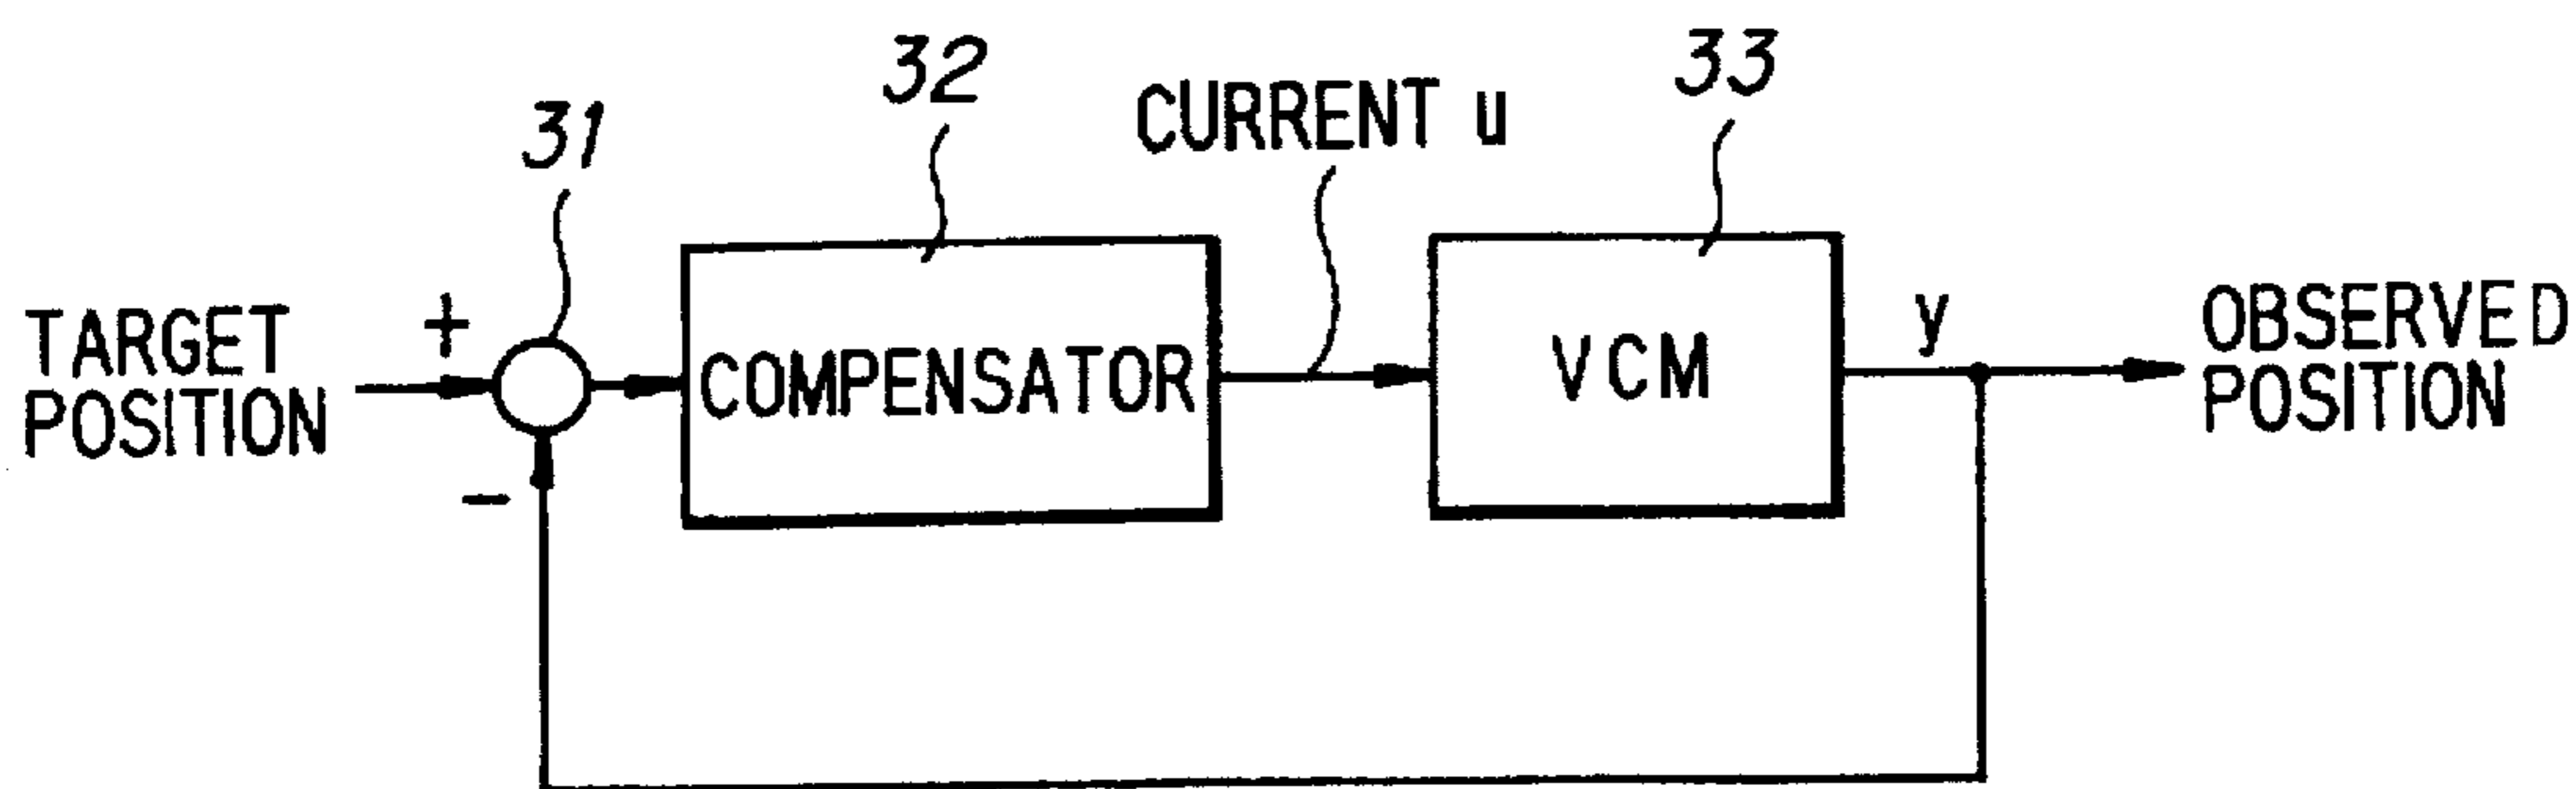 31
32
CURRENT u
33
TARGET
POSITION
+
-
COMPENSATOR
VCM
y
OBSERVED
POSITION